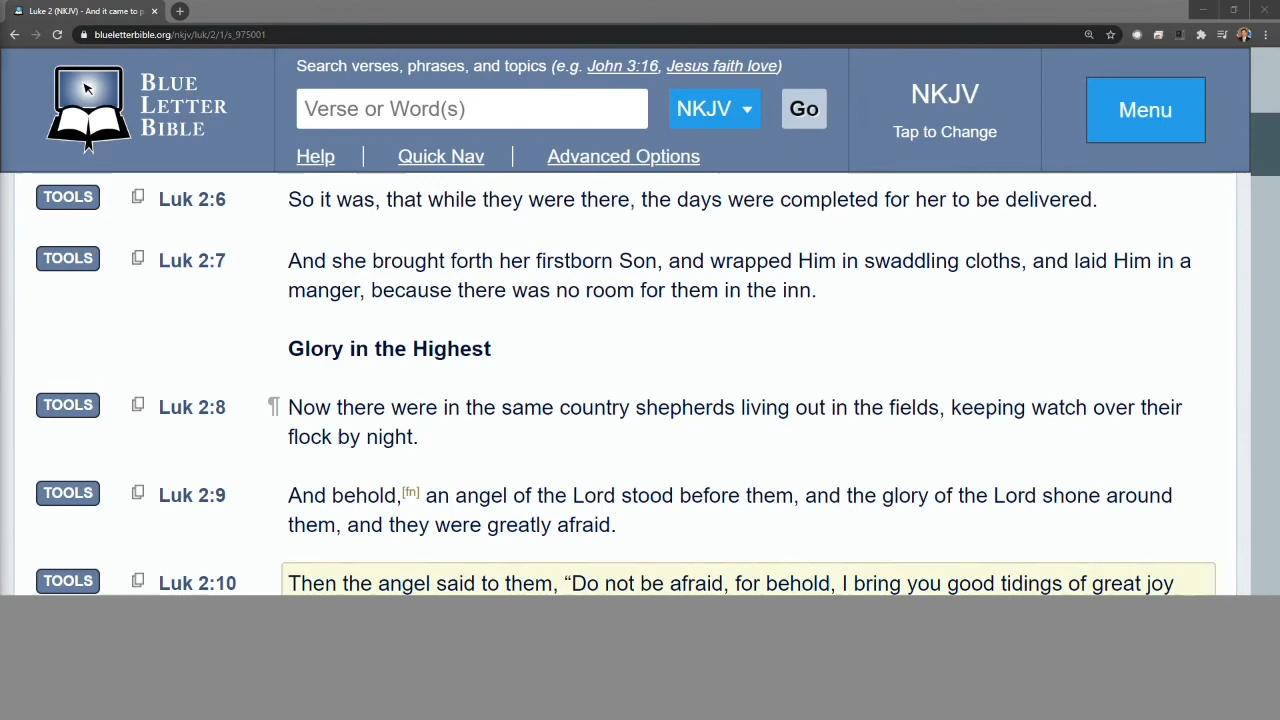 Luke 2 (NKJV) - And it came to p
blueletterbible.org/nkjv/luk/2/1/s_975001
BLUE
LETTER
BIBLE
Search verses, phrases, and topics (e.g. John 3:16, Jesus faith love)
Verse or Word(s)
NKJV
Go
Help
Quick Nav
Advanced Options
NKJV
Tap to Change
Menu
TOOLS Luk 2:6 So it was, that while they were there, the days were completed for her to be delivered.
TOOLS Luk 2:7 And she brought forth her firstborn Son, and wrapped Him in swaddling cloths, and laid Him in a
manger, because there was no room for them in the inn.
Glory in the Highest
TOOLS Luk 2:8 ¶ Now there were in the same country shepherds living out in the fields, keeping watch over their
flock by night.
TOOLS Luk 2:9 And behold,[fn] an angel of the Lord stood before them, and the glory of the Lord shone around
them, and they were greatly afraid.
TOOLS Luk 2:10 Then the angel said to them, “Do not be afraid, for behold, I bring you good tidings of great joy